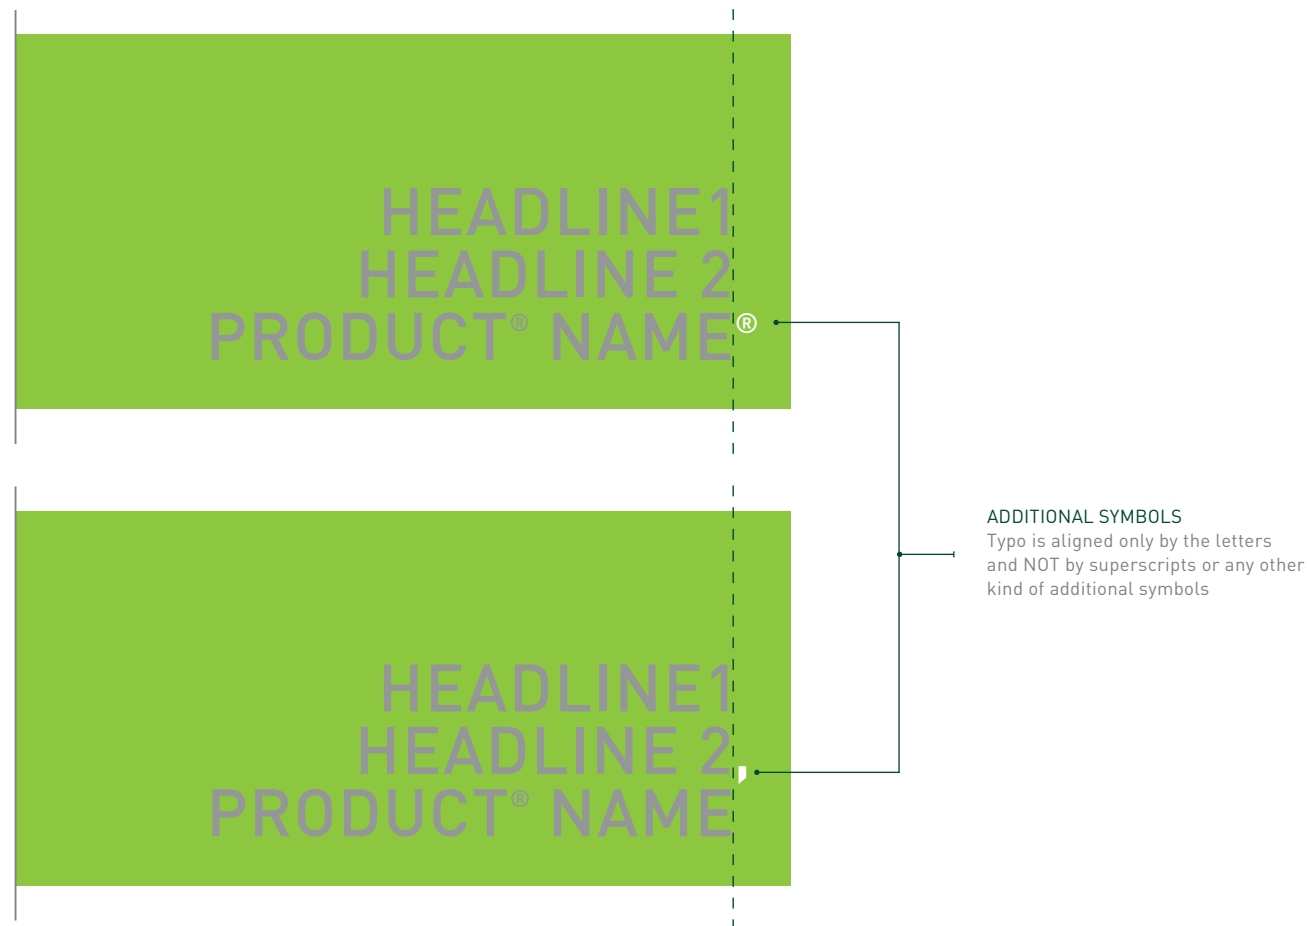 HEADLINE1
HEADLINE 2
PRODUCT® NAME®
ADDITIONAL SYMBOLS
Typo is aligned only by the letters
and NOT by superscripts or any other
kind of additional symbols
HEADLINE1
HEADLINE 2,
PRODUCT® NAME